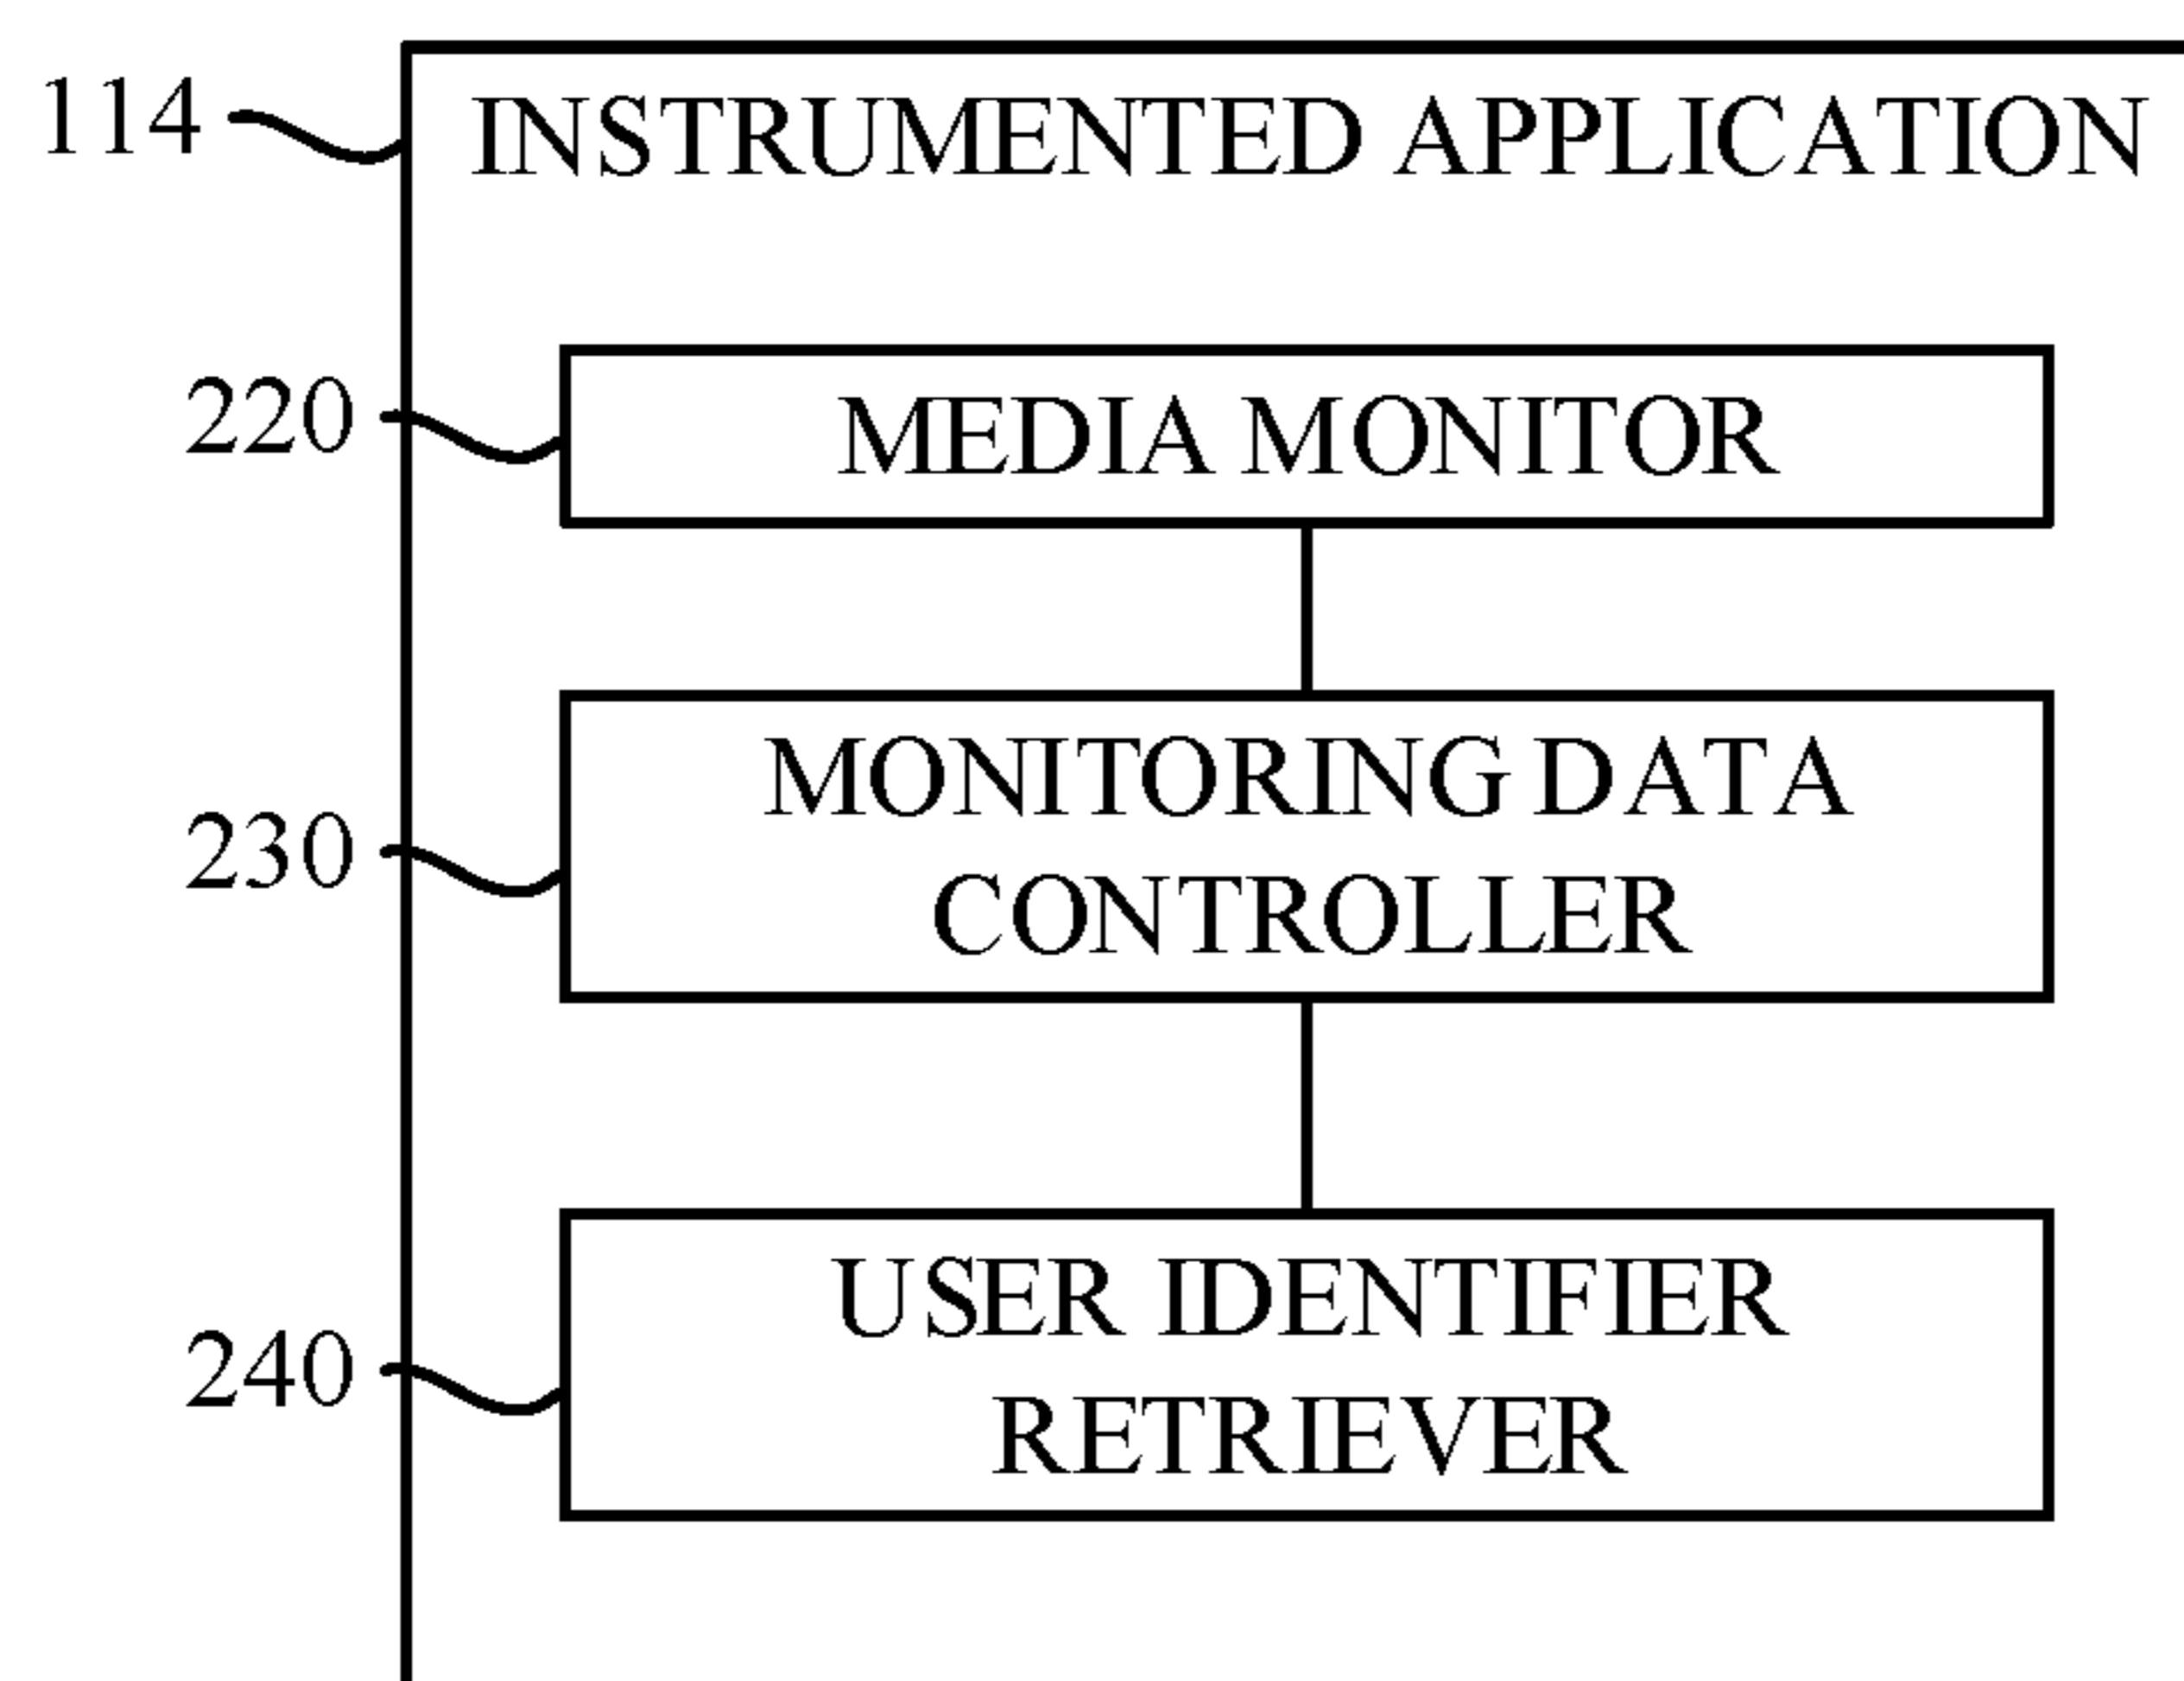 114
INSTRUMENTED APPLICATION
220
MEDIA MONITOR
230
MONITORING DATA
CONTROLLER
240
USER IDENTIFIER
RETRIEVER